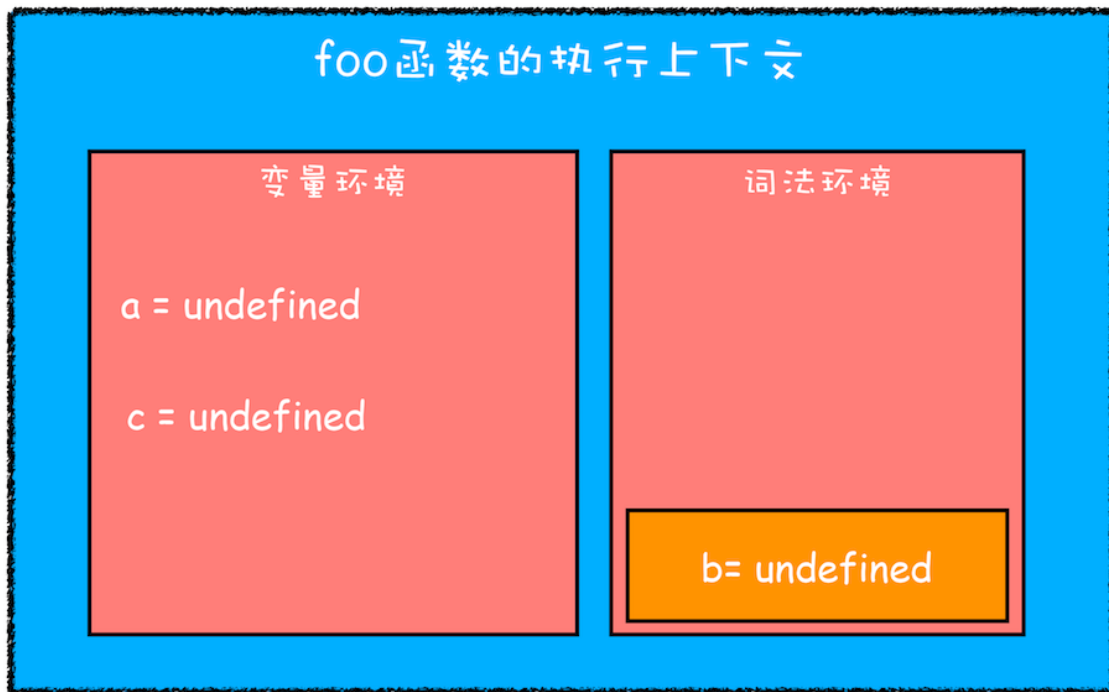 foo函数的执行上下文
变量环境
a = undefined
c = undefined
词法环境
b= undefined